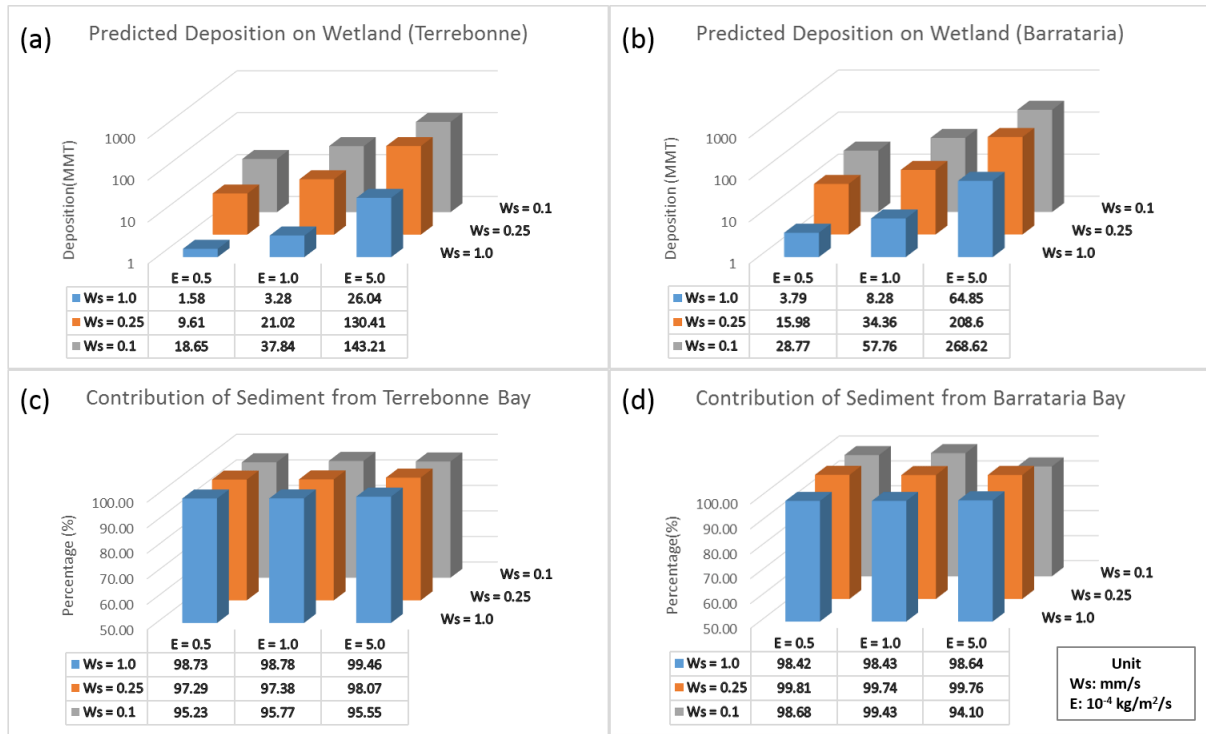 (a) Predicted Deposition on Wetland (Terrebonne)
Deposition(MMT)
1000
100
10
1
Ws = 0.1
Ws = 0.25
Ws = 1.0
E = 0.5 E = 1.0 E = 5.0
Ws = 1.0 1.58 3.28 26.04
Ws = 0.25 9.61 21.02 130.41
Ws = 0.1 18.65 37.84 143.21
(b) Predicted Deposition on Wetland (Barrataria)
Deposition (MMT)
1000
100
10
1
Ws = 0.1
Ws = 0.25
Ws = 1.0
E = 0.5 E = 1.0 E = 5.0
Ws = 1.0 3.79 8.28 64.85
Ws = 0.25 15.98 34.36 208.6
Ws = 0.1 28.77 57.76 268.62
(c) Contribution of Sediment from Terrebonne Bay
Percentage (%)
100.00
90.00
80.00
70.00
60.00
50.00
Ws = 0.1
Ws = 0.25
Ws = 1.0
E = 0.5 E = 1.0 E = 5.0
Ws = 1.0 98.73 98.78 99.46
Ws = 0.25 97.29 97.38 98.07
Ws = 0.1 95.23 95.77 95.55
(d) Contribution of Sediment from Barrataria Bay
Percentage(%)
100.00
90.00
80.00
70.00
60.00
50.00
Ws = 0.1
Ws = 0.25
Ws = 1.0
E = 0.5 E = 1.0 E = 5.0
Ws = 1.0 98.42 98.43 98.64
Ws = 0.25 99.81 99.74 99.76
Ws = 0.1 98.68 99.43 94.10
Unit
Ws: mm/s
E: 10⁻⁴ kg/m²/s